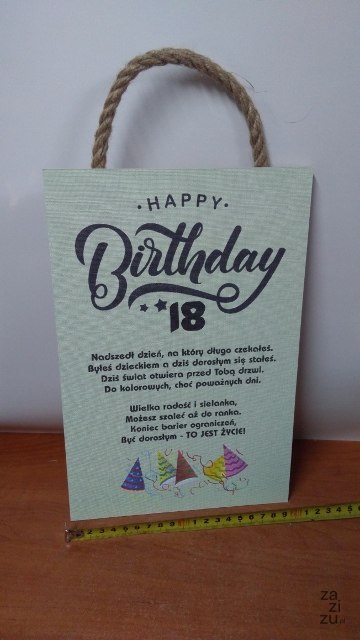 ·HAPPY·
Birthday
18
Nadszedł dzień, na który długo czekałeś.
Byłeś dzieckiem a dziś dorosłym się stałeś.
Dziś świat otwiera przed Tobą drzwi.
Do kolorowych, choć poważnych dni.
Wielka radość i sielanka,
Możesz szaleć aż do ranka.
Koniec barier ograniczeń,
Być dorosłym - TO JEST ŻYCIE!
za
zi
zu.pl